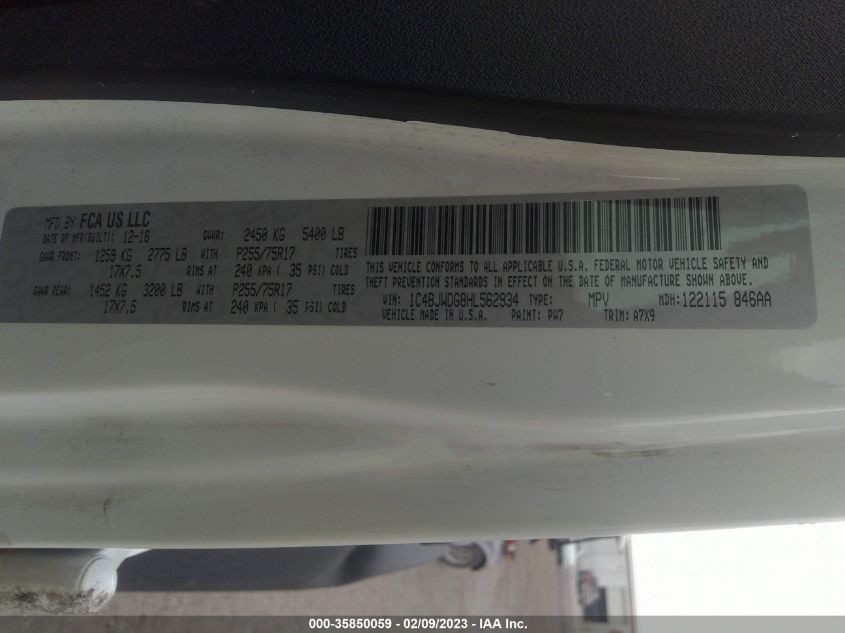 MFD BY FCA US LLC
DATE OF MFR(BUILT): 12-16 GVWR: 2450 KG 5400 LB
GAWR FRONT: 1259 KG 2775 LB WITH P255/75R17 TIRES
17X7.5 RIMS AT 240 KPA ( 35 PSI) COLD
GAWR REAR: 1452 KG 3200 LB WITH P255/75R17 TIRES
17X7.5 RIMS AT 240 KPA ( 35 PSI) COLD
THIS VEHICLE CONFORMS TO ALL APPLICABLE U.S.A. FEDERAL MOTOR VEHICLE SAFETY, BUMPER, AND
THEFT PREVENTION STANDARDS IN EFFECT ON THE DATE OF MANUFACTURE SHOWN ABOVE.
VIN: 1C4BJWDG8HL562934 TYPE: MPV MDH: 122115 846AA
VEHICLE MADE IN U.S.A. PAINT: PW7 TRIM: A7X9
000-35850059 — 02/09/2023 — IAA Inc.